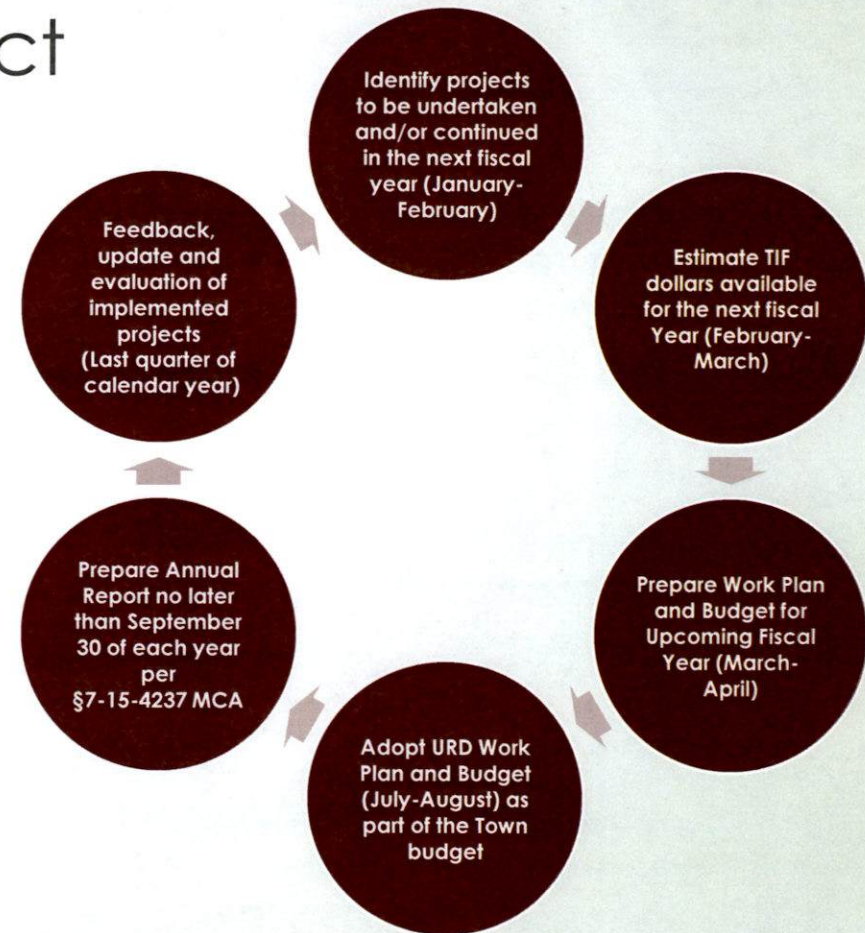 ct
Identify projects
to be undertaken
and/or continued
in the next fiscal
year (January-
February)
Estimate TIF
dollars available
for the next fiscal
Year (February-
March)
Prepare Work Plan
and Budget for
Upcoming Fiscal
Year (March-
April)
Adopt URD Work
Plan and Budget
(July-August) as
part of the Town
budget
Prepare Annual
Report no later
than September
30 of each year
per
§7-15-4237 MCA
Feedback,
update and
evaluation of
implemented
projects
(Last quarter of
calendar year)